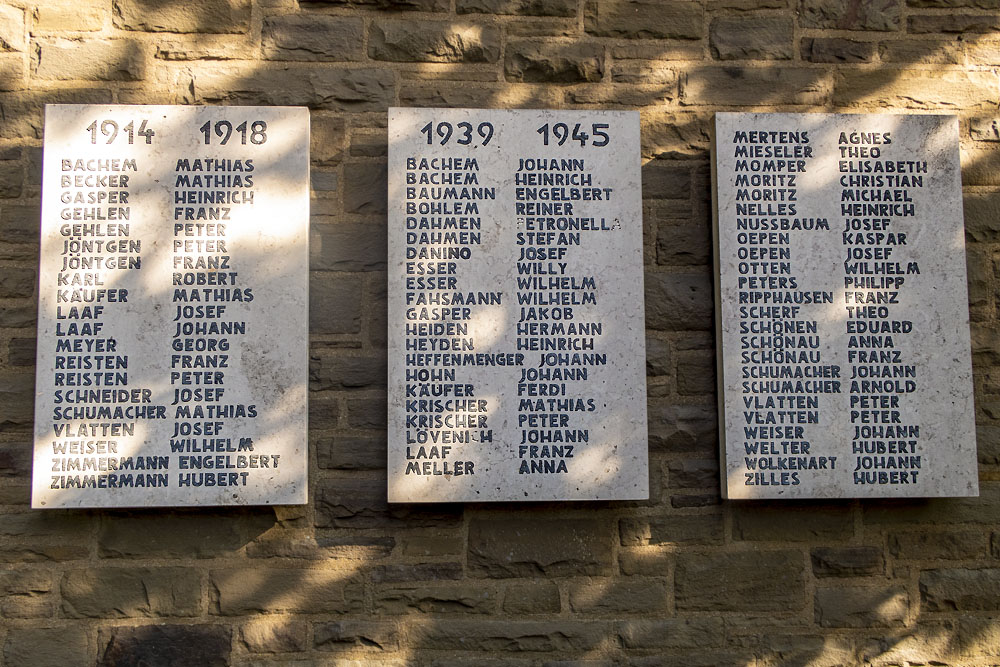 1914 1918
BACHEM MATHIAS
BECKER MATHIAS
GASPER HEINRICH
GEHLEN FRANZ
GEHLEN PETER
JÖNTGEN PETER
JÖNTGEN FRANZ
KARL ROBERT
KÄUFER MATHIAS
LAAF JOSEF
LAAF JOHANN
MEYER GEORG
REISTEN FRANZ
REISTEN PETER
SCHNEIDER JOSEF
SCHUMACHER MATHIAS
VLATTEN JOSEF
WEISER WILHELM
ZIMMERMANN ENGELBERT
ZIMMERMANN HUBERT
1939 1945
BACHEM JOHANN
BACHEM HEINRICH
BAUMANN ENGELBERT
BÖHLEM REINER
DAHMEN PETRONELLA
DAHMEN STEFAN
DANINO JOSEF
ESSER WILLY
ESSER WILHELM
FAHSMANN WILHELM
GASPER JAKOB
HEIDEN HERMANN
HEYDEN HEINRICH
HEFFENMENGER JOHANN
HOHN JOHANN
KÄUFER FERDI
KRISCHER MATHIAS
KRISCHER PETER
LÖVENICH JOHANN
LAAF FRANZ
MELLER ANNA
MERTENS AGNES
MIESELER THEO
MOMPER ELISABETH
MORITZ CHRISTIAN
MORITZ MICHAEL
NELLES HEINRICH
NUSSBAUM JOSEF
OEPEN KASPAR
OEPEN JOSEF
OTTEN WILHELM
PETERS PHILIPP
RIPPHAUSEN FRANZ
SCHERF THEO
SCHÖNEN EDUARD
SCHÖNAU ANNA
SCHÖNAU FRANZ
SCHUMACHER JOHANN
SCHUMACHER ARNOLD
VLATTEN PETER
VLATTEN PETER
WEISER JOHANN
WELTER HUBERT
WOLKENART JOHANN
ZILLES HUBERT